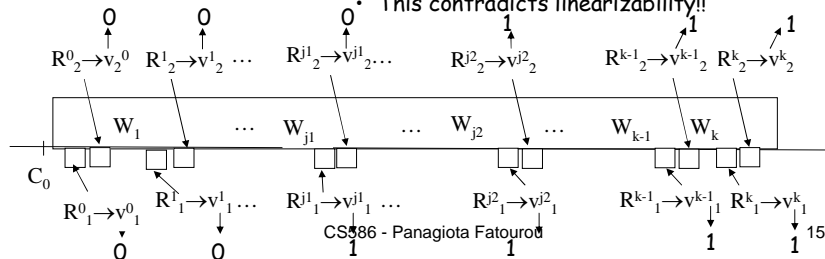 • This contradicts linearizability!!
0 0 0 1 1 1
R⁰₂→v₂⁰ R¹₂→v¹₂ … Rʲ¹₂→vʲ¹₂… Rʲ²₂→vʲ²₂ Rᵏ⁻¹₂→vᵏ⁻¹₂ Rᵏ₂→vᵏ₂
W₁ … Wⱼ₁ … Wⱼ₂ … Wₖ₋₁ Wₖ
C₀
R⁰₁→v⁰₁ R¹₁→v¹₁ … Rʲ¹₁→vʲ¹₁ … Rʲ²₁→vʲ²₁ Rᵏ⁻¹₁→vᵏ⁻¹₁ Rᵏ₁→vᵏ₁
CS586 - Panagiota Fatourou 15
0 0 1 1 1 1